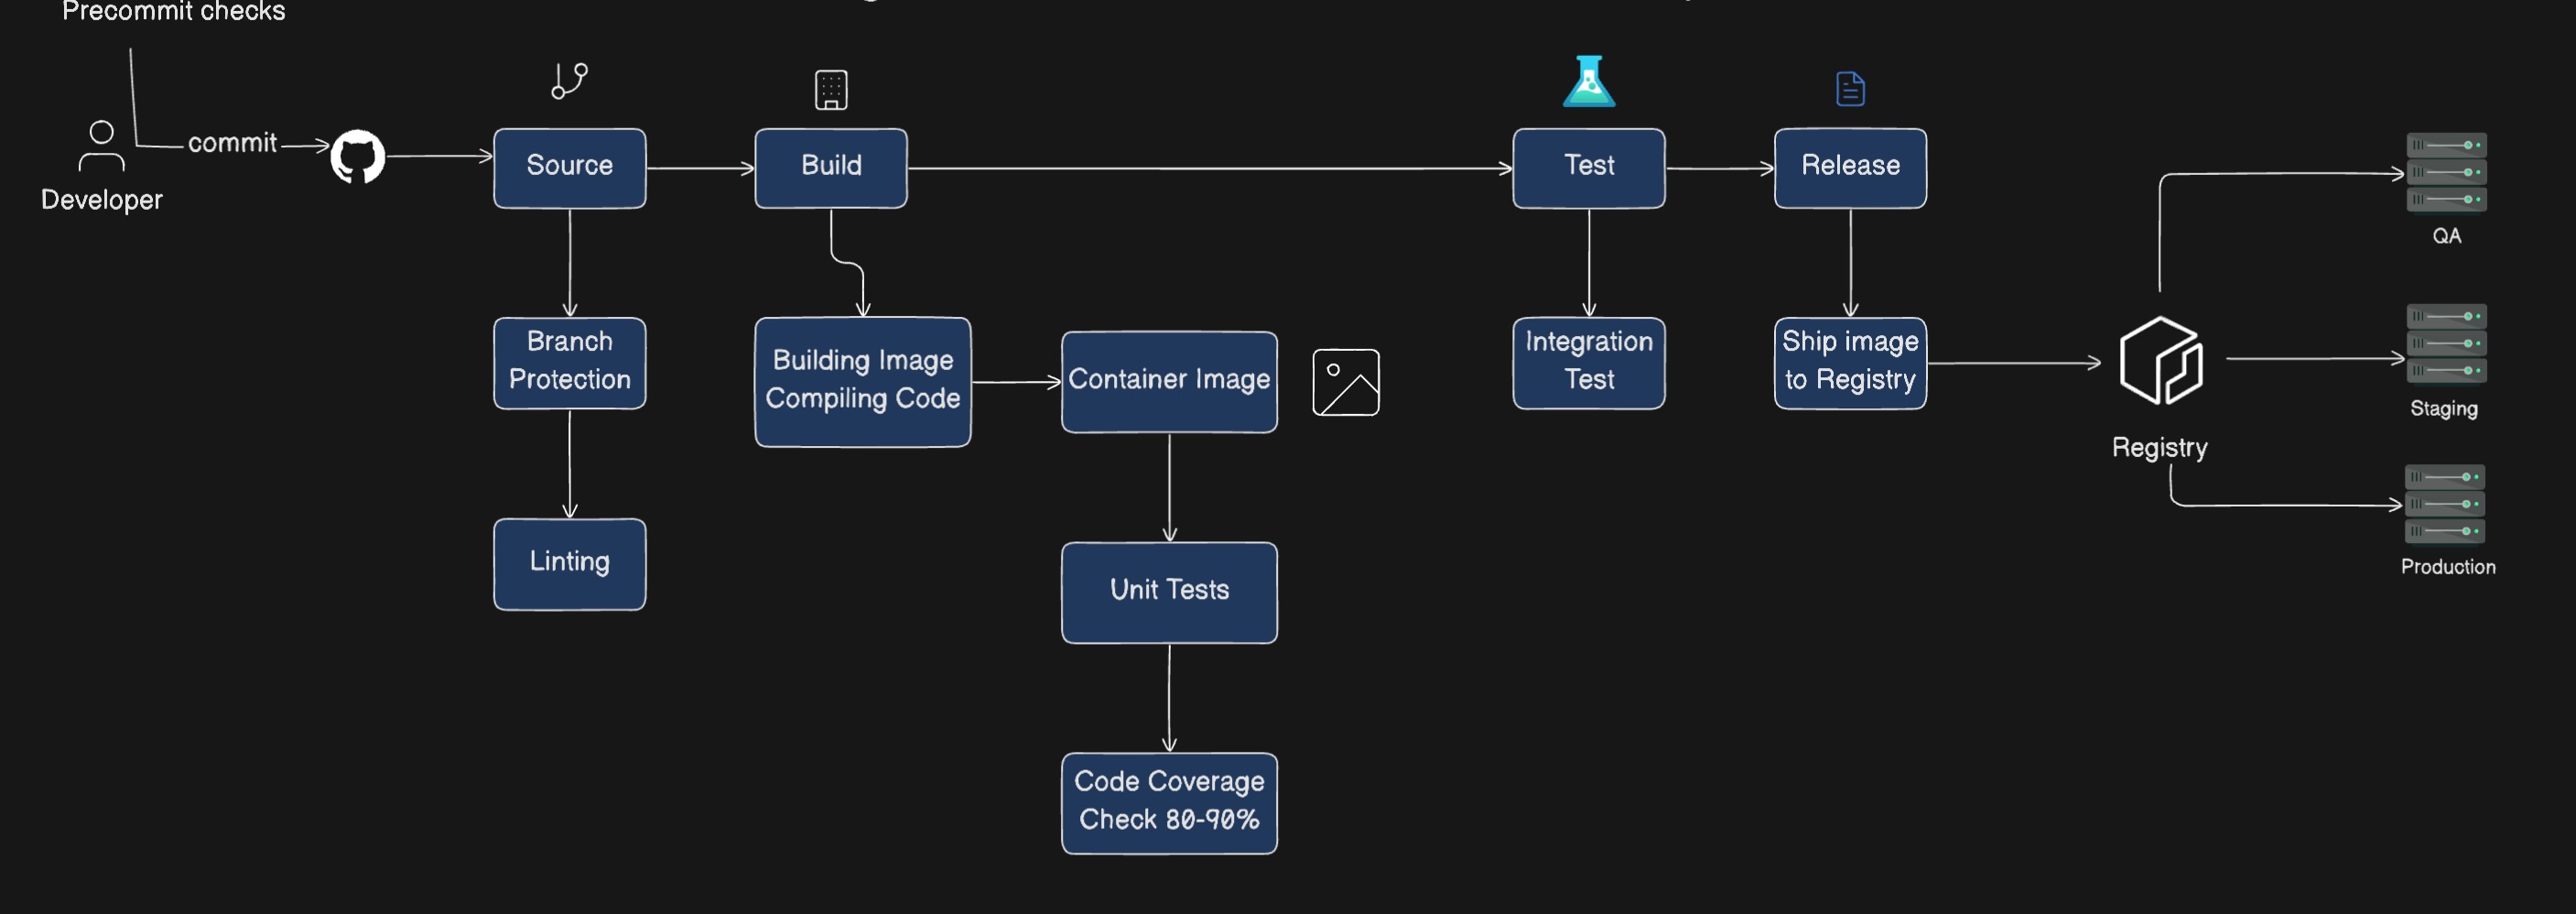 Precommit checks
commit
Developer
Source
Build
Test
Release
QA
Branch
Protection
Building Image
Compiling Code
Container Image
Integration
Test
Ship image
to Registry
Staging
Registry
Linting
Unit Tests
Production
Code Coverage
Check 80-90%